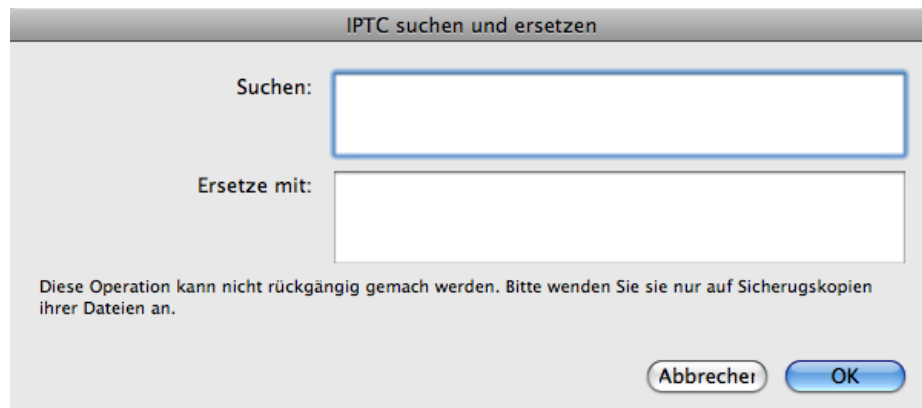 IPTC suchen und ersetzen
Suchen:
Ersetze mit:
Diese Operation kann nicht rückgängig gemach werden. Bitte wenden Sie sie nur auf Sicherugskopien
ihrer Dateien an.
Abbrechen OK